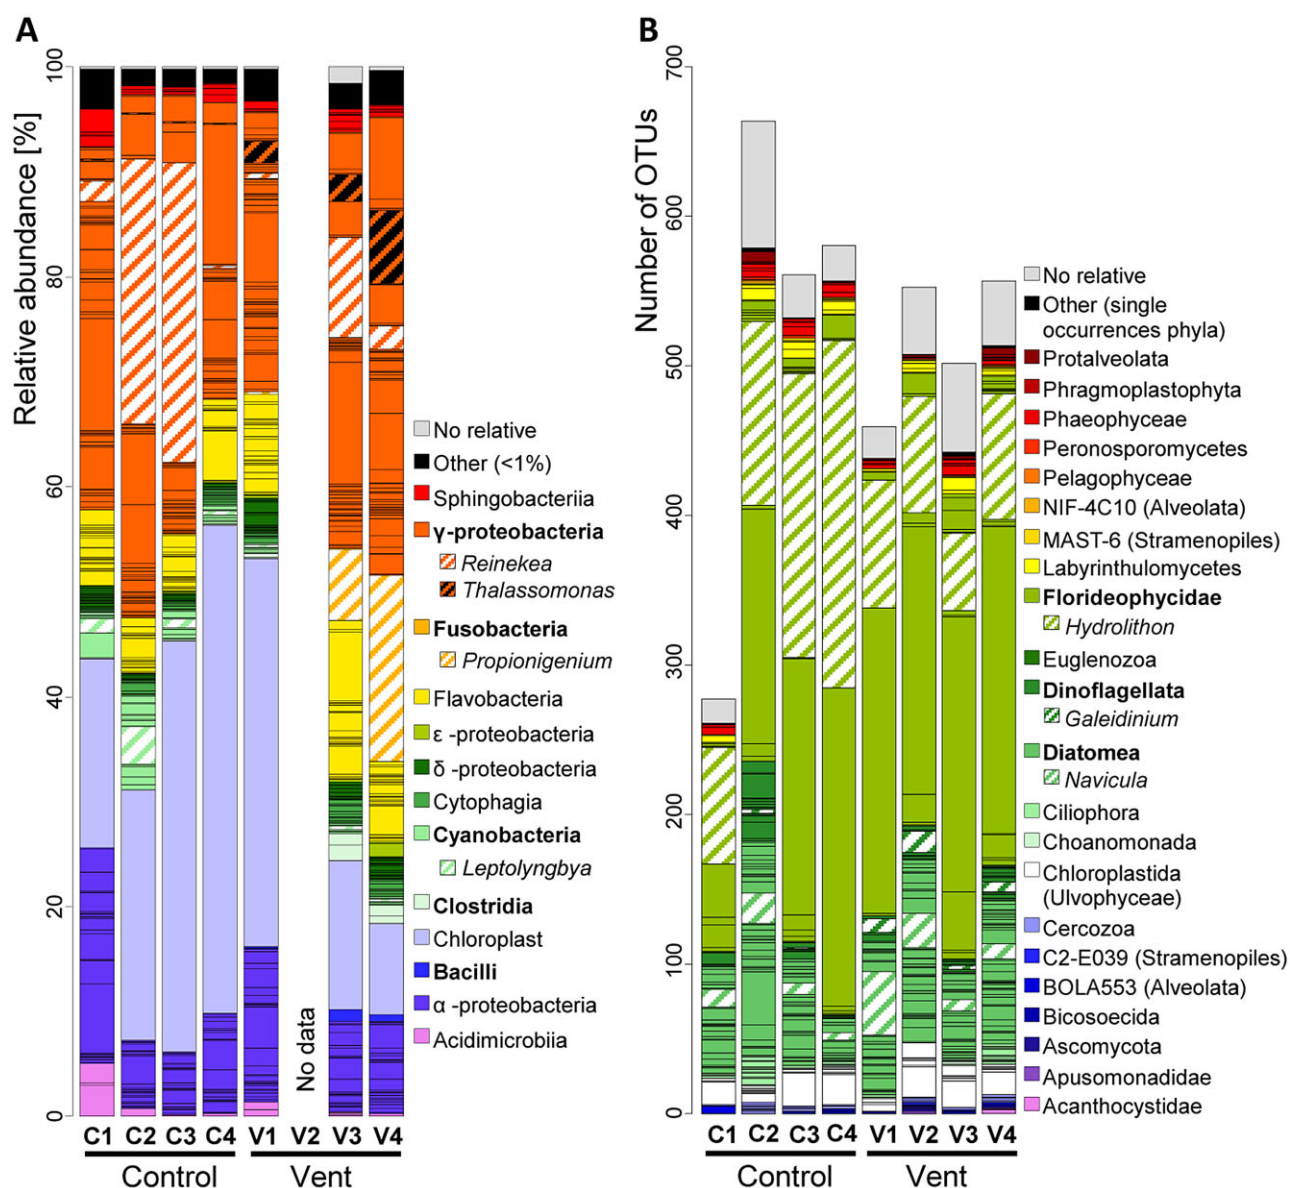 A
Relative abundance [%]
100
80
60
40
20
0
No data
C1 C2 C3 C4 V1 V2 V3 V4
Control Vent
No relative
Other (<1%)
Sphingobacteriia
γ-proteobacteria
Reinekea
Thalassomonas
Fusobacteria
Propionigenium
Flavobacteria
ε -proteobacteria
δ -proteobacteria
Cytophagia
Cyanobacteria
Leptolyngbya
Clostridia
Chloroplast
Bacilli
α -proteobacteria
Acidimicrobiia
B
Number of OTUs
700
600
500
400
300
200
100
0
C1 C2 C3 C4 V1 V2 V3 V4
Control Vent
No relative
Other (single
occurrences phyla)
Protalveolata
Phragmoplastophyta
Phaeophyceae
Peronosporomycetes
Pelagophyceae
NIF-4C10 (Alveolata)
MAST-6 (Stramenopiles)
Labyrinthulomycetes
Florideophycidae
Hydrolithon
Euglenozoa
Dinoflagellata
Galeidinium
Diatomea
Navicula
Ciliophora
Choanomonada
Chloroplastida
(Ulvophyceae)
Cercozoa
C2-E039 (Stramenopiles)
BOLA553 (Alveolata)
Bicosoecida
Ascomycota
Apusomonadidae
Acanthocystidae